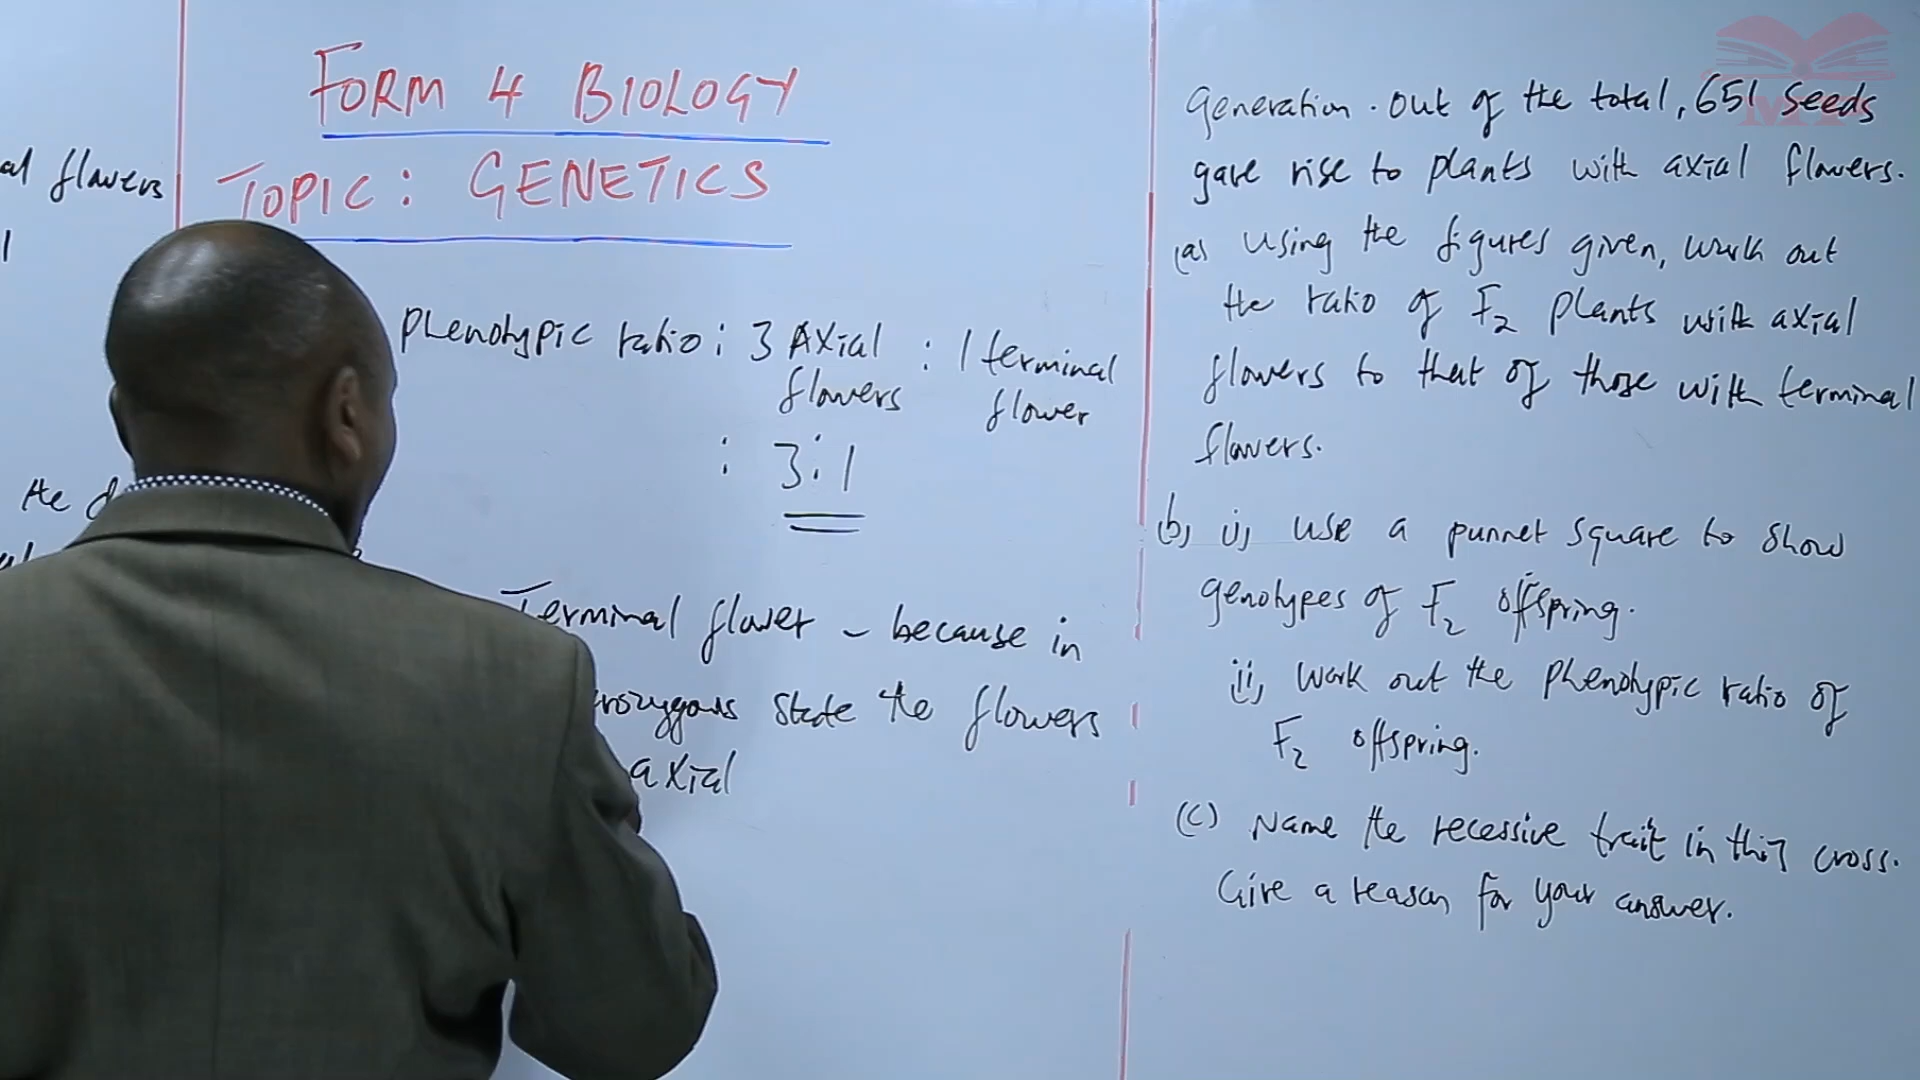 FORM 4 BIOLOGY
TOPIC: GENETICS
al flowers
Phenotypic ratio: 3 Axial : 1 terminal
flowers flower
: 3:1
the
Terminal flower – because in
state the flowers
axial
Generation. Out of the total, 651 Seeds
gave rise to plants with axial flowers.
(a) Using the figures given, work out
the ratio of F2 plants with axial
flowers to that of those with terminal
flowers.
(b) (i) Use a punnet square to show
genotypes of F2 offspring.
(ii) Work out the phenotypic ratio of
F2 offspring.
(c) Name the recessive trait in this cross.
Give a reason for your answer.